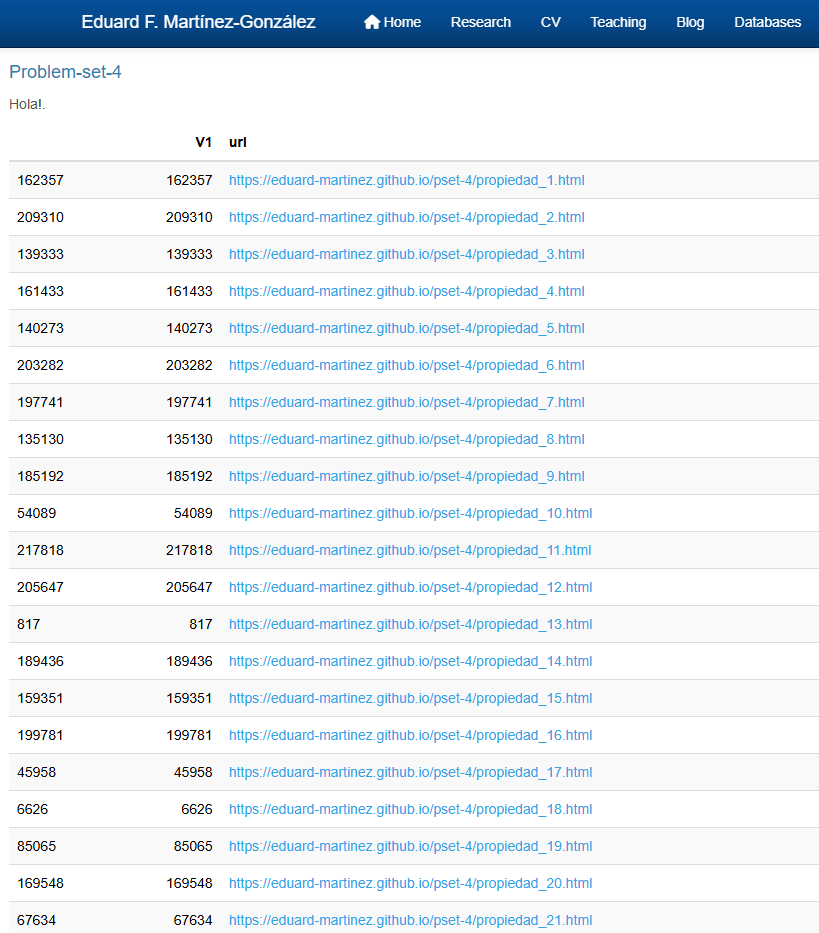 Eduard F. Martínez-González Home Research CV Teaching Blog Databases
Problem-set-4
Hola!.
V1 url
162357 162357 https://eduard-martinez.github.io/pset-4/propiedad_1.html
209310 209310 https://eduard-martinez.github.io/pset-4/propiedad_2.html
139333 139333 https://eduard-martinez.github.io/pset-4/propiedad_3.html
161433 161433 https://eduard-martinez.github.io/pset-4/propiedad_4.html
140273 140273 https://eduard-martinez.github.io/pset-4/propiedad_5.html
203282 203282 https://eduard-martinez.github.io/pset-4/propiedad_6.html
197741 197741 https://eduard-martinez.github.io/pset-4/propiedad_7.html
135130 135130 https://eduard-martinez.github.io/pset-4/propiedad_8.html
185192 185192 https://eduard-martinez.github.io/pset-4/propiedad_9.html
54089 54089 https://eduard-martinez.github.io/pset-4/propiedad_10.html
217818 217818 https://eduard-martinez.github.io/pset-4/propiedad_11.html
205647 205647 https://eduard-martinez.github.io/pset-4/propiedad_12.html
817 817 https://eduard-martinez.github.io/pset-4/propiedad_13.html
189436 189436 https://eduard-martinez.github.io/pset-4/propiedad_14.html
159351 159351 https://eduard-martinez.github.io/pset-4/propiedad_15.html
199781 199781 https://eduard-martinez.github.io/pset-4/propiedad_16.html
45958 45958 https://eduard-martinez.github.io/pset-4/propiedad_17.html
6626 6626 https://eduard-martinez.github.io/pset-4/propiedad_18.html
85065 85065 https://eduard-martinez.github.io/pset-4/propiedad_19.html
169548 169548 https://eduard-martinez.github.io/pset-4/propiedad_20.html
67634 67634 https://eduard-martinez.github.io/pset-4/propiedad_21.html